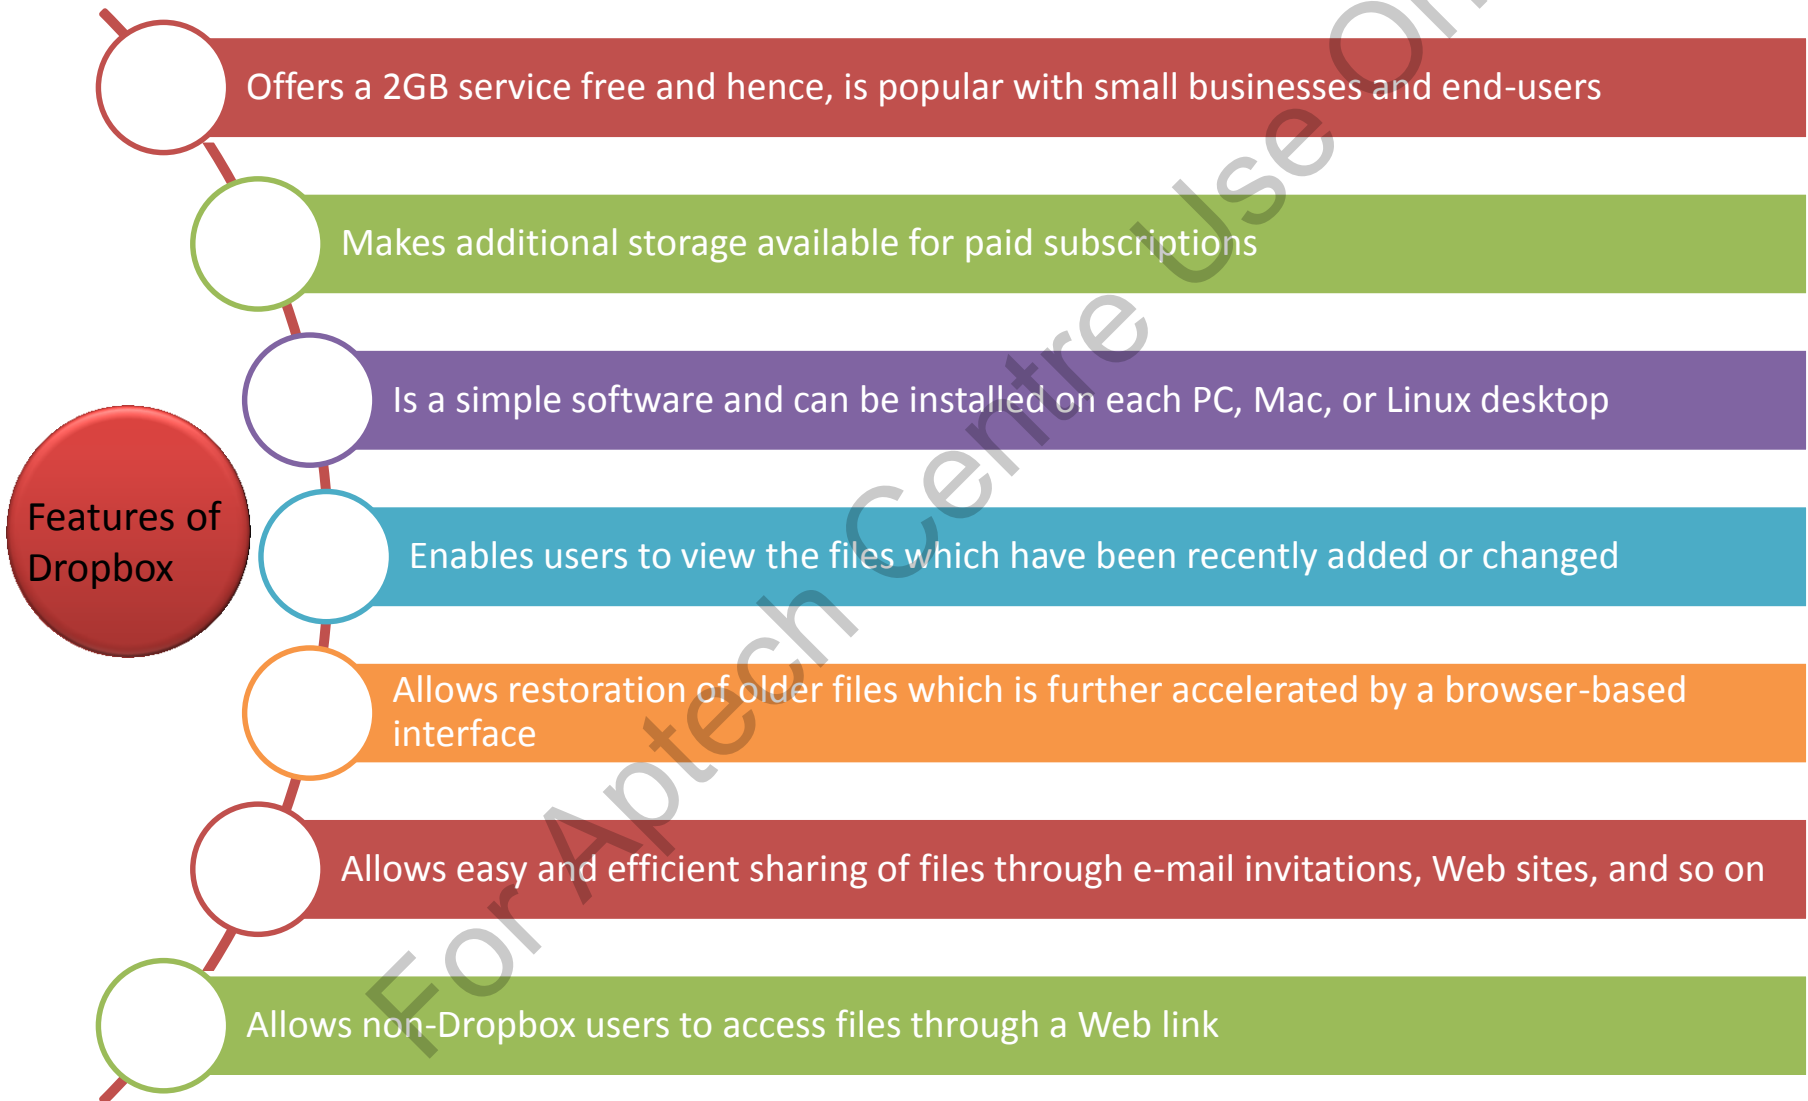 Offers a 2GB service free and hence, is popular with small businesses and end-users
Makes additional storage available for paid subscriptions
Is a simple software and can be installed on each PC, Mac, or Linux desktop
Features of
Dropbox
Enables users to view the files which have been recently added or changed
Allows restoration of older files which is further accelerated by a browser-based
interface
Allows easy and efficient sharing of files through e-mail invitations, Web sites, and so on
Allows non-Dropbox users to access files through a Web link
For Aptech Centre Use